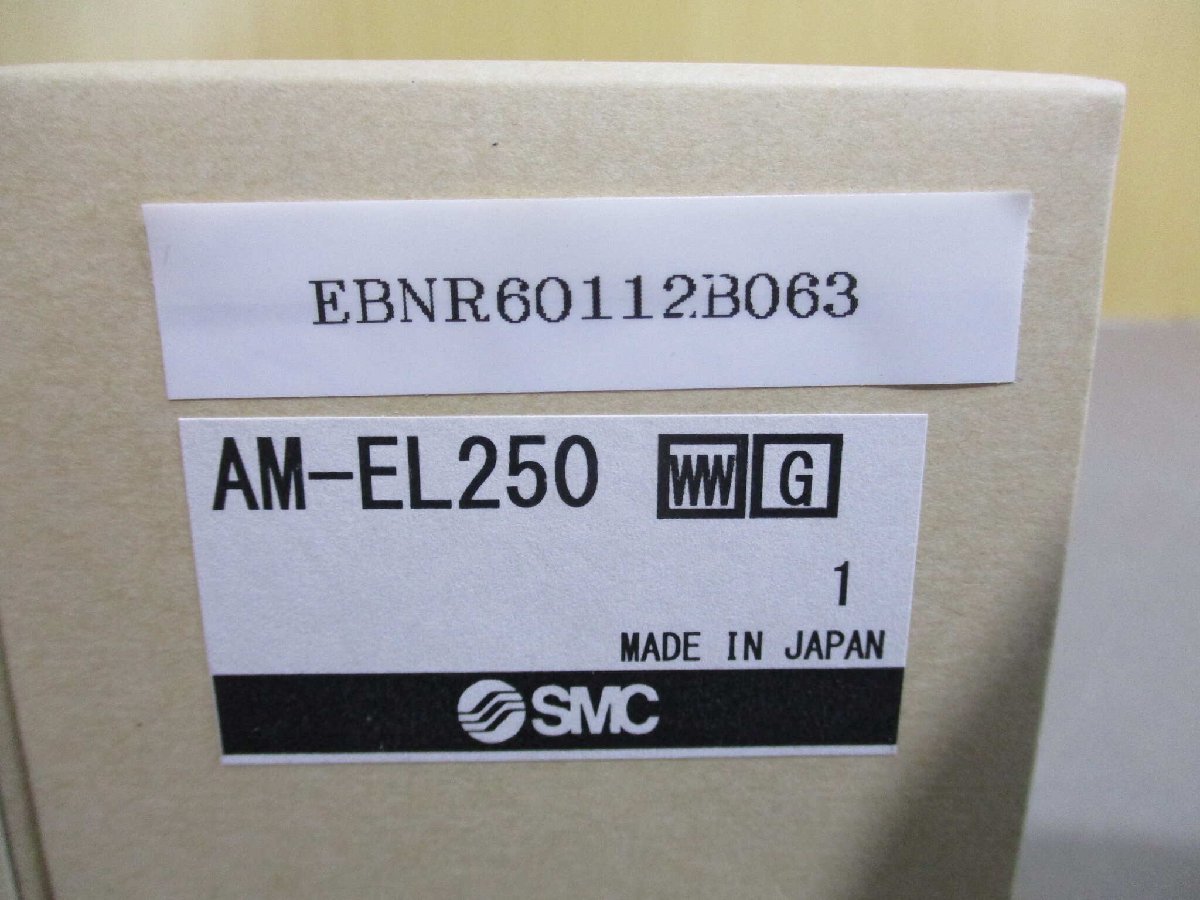 EBNR60112B063
AM-EL250 WW G
1
MADE IN JAPAN
SMC